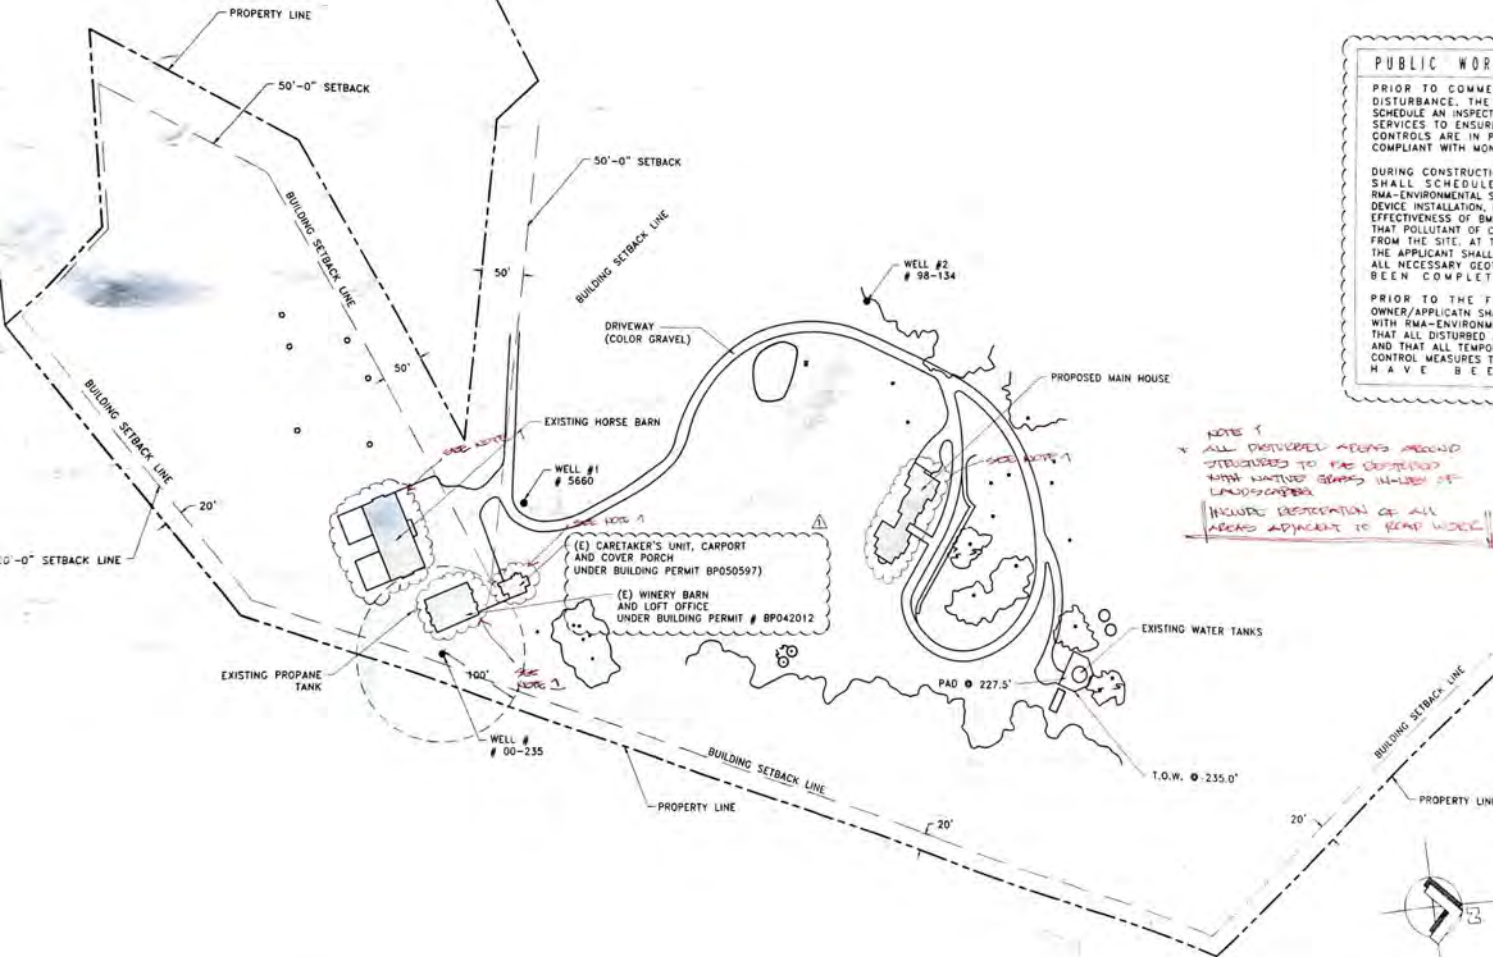 PROPERTY LINE
50'-0" SETBACK
BUILDING SETBACK LINE
50'-0" SETBACK
50'
BUILDING SETBACK LINE
50'
BUILDING SETBACK LINE
20'
0'-0" SETBACK LINE
WELL #2
# 98-134
DRIVEWAY
(COLOR GRAVEL)
PROPOSED MAIN HOUSE
EXISTING HORSE BARN
SEE NOTE
WELL #1
# 5660
SEE NOTE 1
SEE NOTE 1
1
(E) CARETAKER'S UNIT, CARPORT
AND COVER PORCH
UNDER BUILDING PERMIT BP050597)
(E) WINERY BARN
AND LOFT OFFICE
UNDER BUILDING PERMIT # BP042012
EXISTING PROPANE
TANK
100'
SEE
NOTE 1
WELL #
# 00-235
EXISTING WATER TANKS
PAD @ 227.5'
T.O.W. @ 235.0'
BUILDING SETBACK LINE
PROPERTY LINE
20'
20'
BUILDING SETBACK LINE
PROPERTY LIN
PUBLIC WOR
PRIOR TO COMME
DISTURBANCE, THE
SCHEDULE AN INSPECT
SERVICES TO ENSUR
CONTROLS ARE IN P
COMPLIANT WITH MON
DURING CONSTRUCTI
SHALL SCHEDULE
RMA-ENVIRONMENTAL S
DEVICE INSTALLATION,
EFFECTIVENESS OF BM
THAT POLLUTANT OF C
FROM THE SITE. AT T
THE APPLICANT SHALL
ALL NECESSARY GEOT
BEEN COMPLET
PRIOR TO THE F
OWNER/APPLICATN SHA
WITH RMA-ENVIRONM
THAT ALL DISTURBED
AND THAT ALL TEMPO
CONTROL MEASURES T
HAVE BEE
NOTE 1
* ALL DISTURBED AREAS AROUND
STRUCTURES TO BE RESTORED
WITH NATIVE GRASS IN-LIEU OF
LANDSCAPING
INCLUDE RESTORATION OF ALL
AREAS ADJACENT TO ROAD WORK